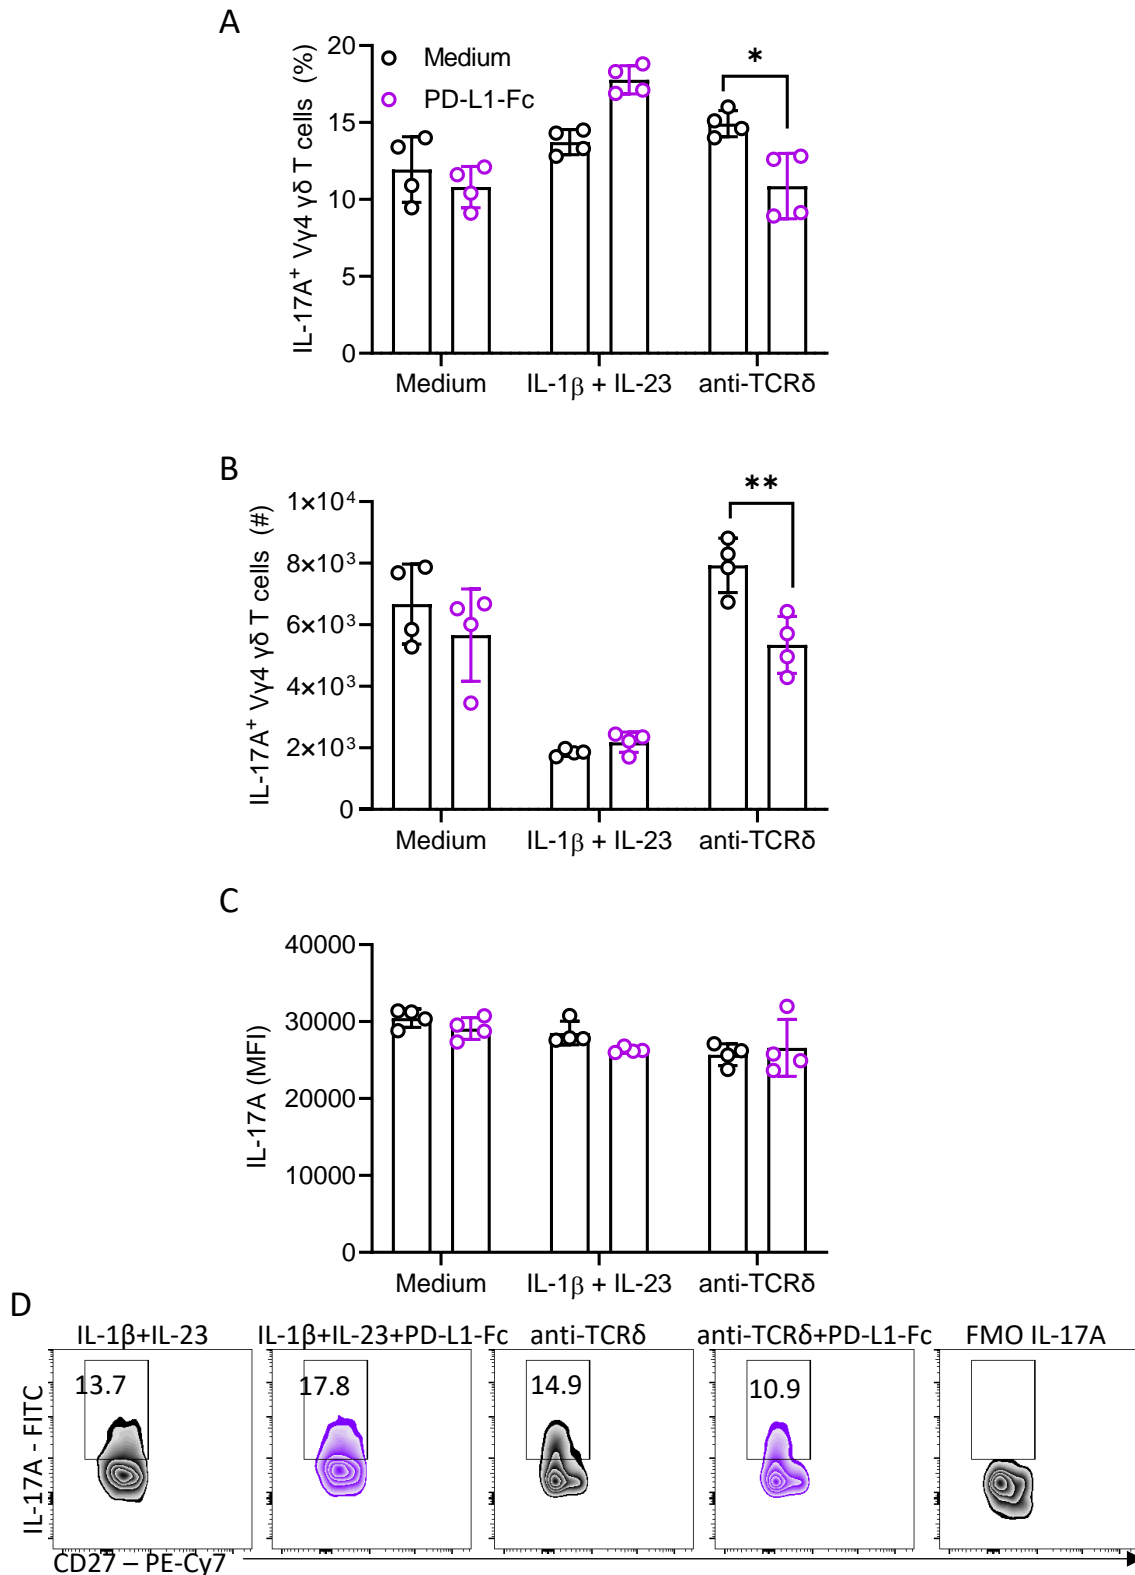 A
IL-17A+ Vγ4 γδ T cells (%)
20
15
10
5
0
Medium
PD-L1-Fc
*
Medium
IL-1β + IL-23
anti-TCRδ
B
IL-17A+ Vγ4 γδ T cells (#)
1×10⁴
8×10³
6×10³
4×10³
2×10³
0
**
Medium
IL-1β + IL-23
anti-TCRδ
C
IL-17A (MFI)
40000
30000
20000
10000
0
Medium
IL-1β + IL-23
anti-TCRδ
D
IL-1β+IL-23
IL-1β+IL-23+PD-L1-Fc
anti-TCRδ
anti-TCRδ+PD-L1-Fc
FMO IL-17A
13.7
17.8
14.9
10.9
IL-17A - FITC
CD27 – PE-Cy7